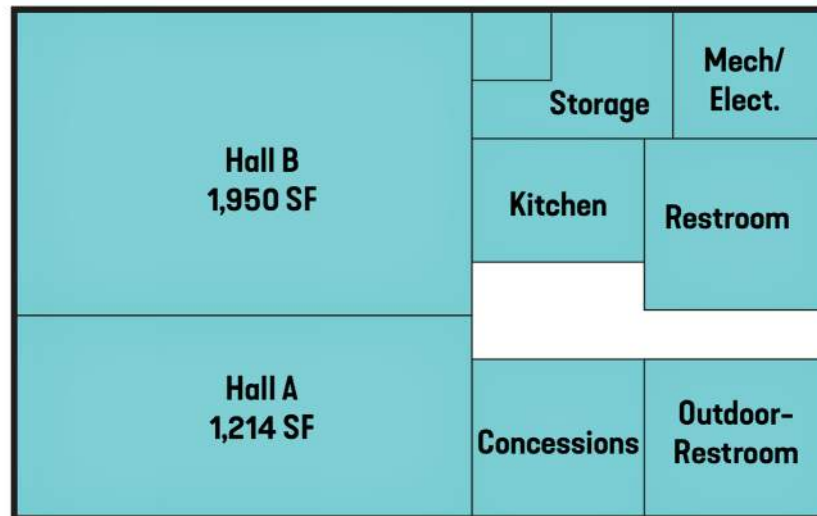 Hall B
1,950 SF
Storage
Mech/
Elect.
Kitchen
Restroom
Hall A
1,214 SF
Concessions
Outdoor-
Restroom